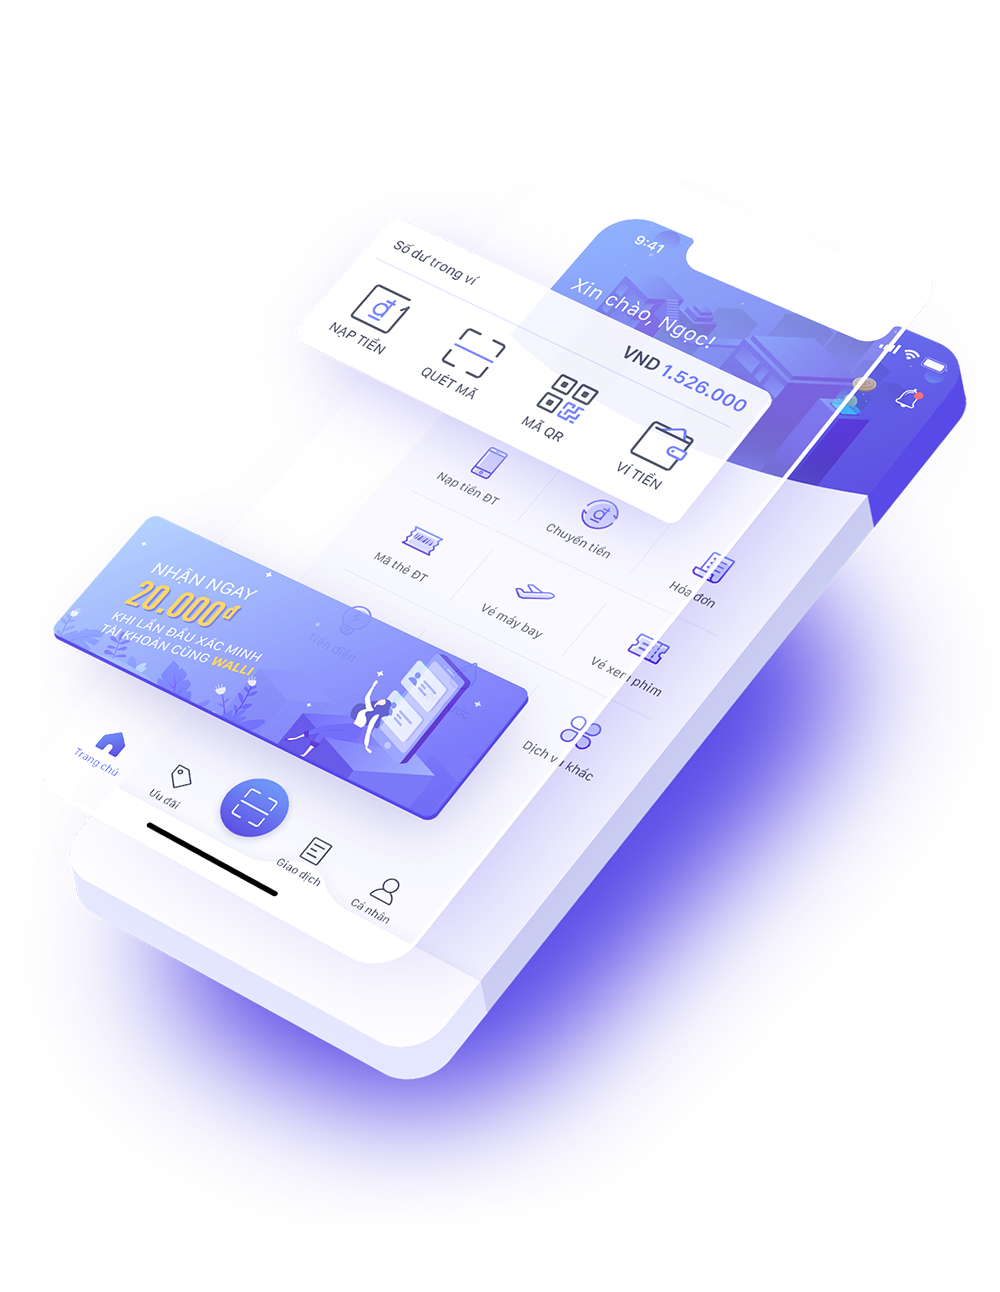 9:41
Xin chào, Ngọc!
Số dư trong ví
VND 1.526.000
NẠP TIỀN
QUÉT MÃ
MÃ QR
VÍ TIỀN
Nạp tiền ĐT
Chuyển tiền
Hóa đơn
Mã thẻ ĐT
Vé máy bay
Vé xem phim
Tiền điện
Dịch vụ khác
NHẬN NGAY
20.000đ
KHI LẦN ĐẦU XÁC MINH
TÀI KHOẢN CÙNG WALLI
Trang chủ
Ưu đãi
Giao dịch
Cá nhân